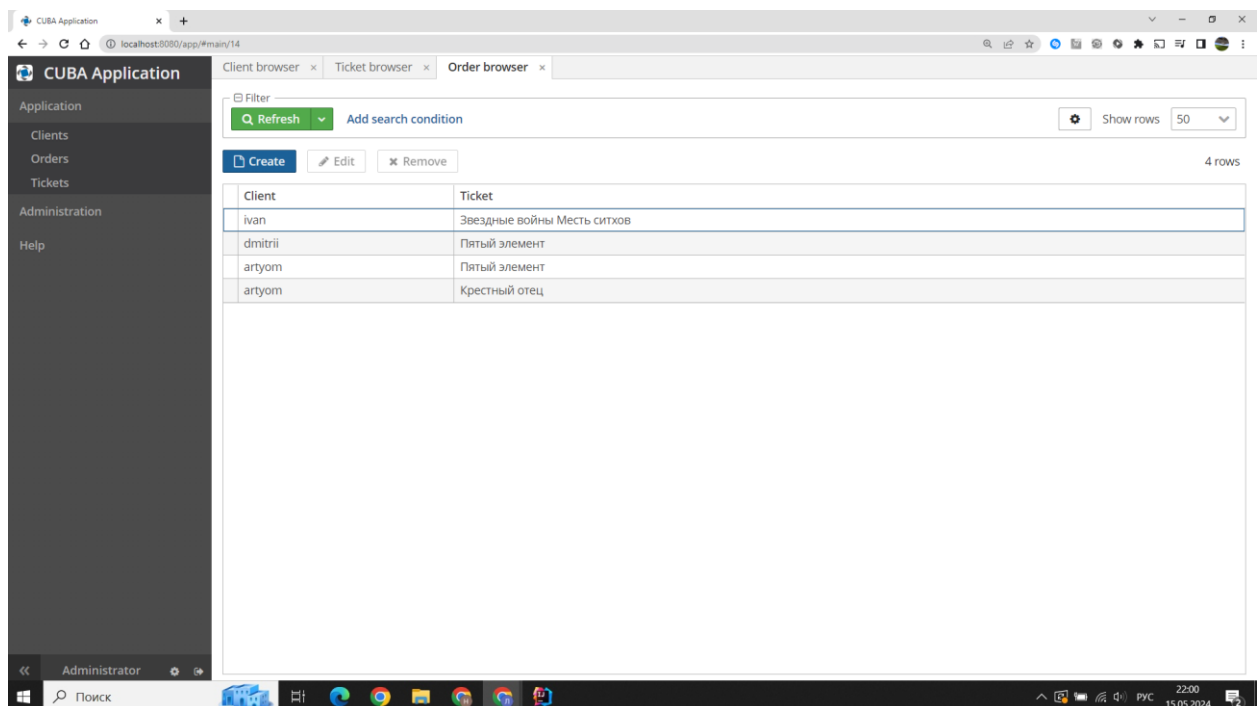 CUBA Application
localhost:8080/app/#main/14
CUBA Application
Client browser Ticket browser Order browser
Application
Clients
Orders
Tickets
Administration
Help
Filter
Refresh Add search condition Show rows 50
Create Edit Remove 4 rows
Client Ticket
ivan Звездные войны Месть ситхов
dmitrii Пятый элемент
artyom Пятый элемент
artyom Крестный отец
Administrator
Поиск
РУС 22:00
15.05.2024